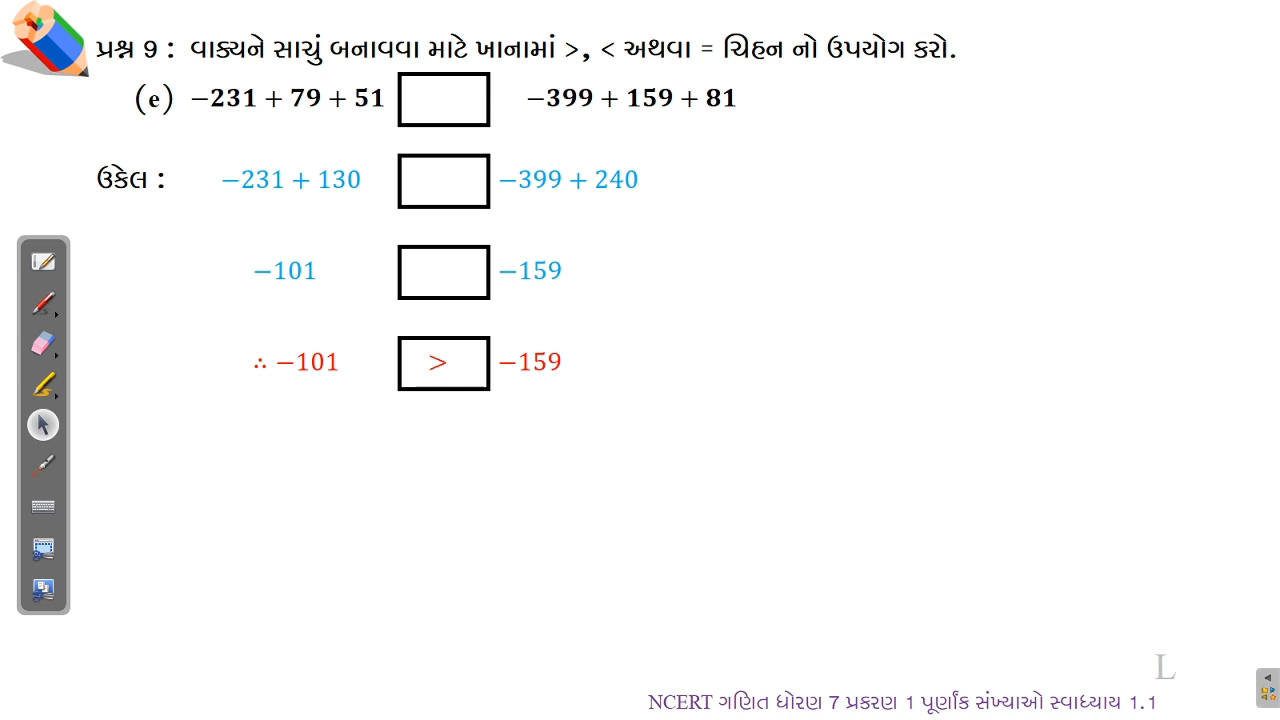 પ્રશ્ન 9 : વાક્યને સાચું બનાવવા માટે ખાનામાં >, < અથવા = ચિહન નો ઉપયોગ કરો.
(e) −231 + 79 + 51 −399 + 159 + 81
ઉકેલ : −231 + 130 −399 + 240
−101 −159
∴ −101 > −159
L
NCERT ગણિત ધોરણ 7 પ્રકરણ 1 પૂર્ણાંક સંખ્યાઓ સ્વાધ્યાય 1.1